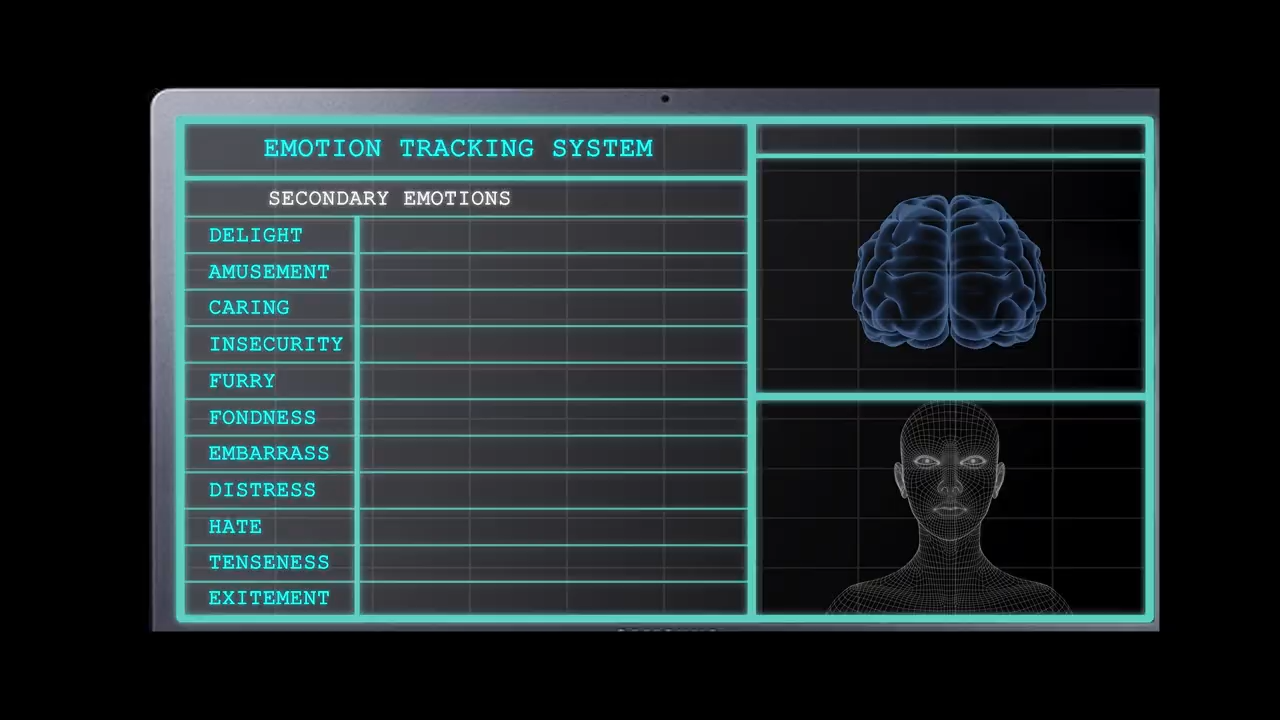 EMOTION TRACKING SYSTEM
SECONDARY EMOTIONS
DELIGHT
AMUSEMENT
CARING
INSECURITY
FURRY
FONDNESS
EMBARRASS
DISTRESS
HATE
TENSENESS
EXITEMENT